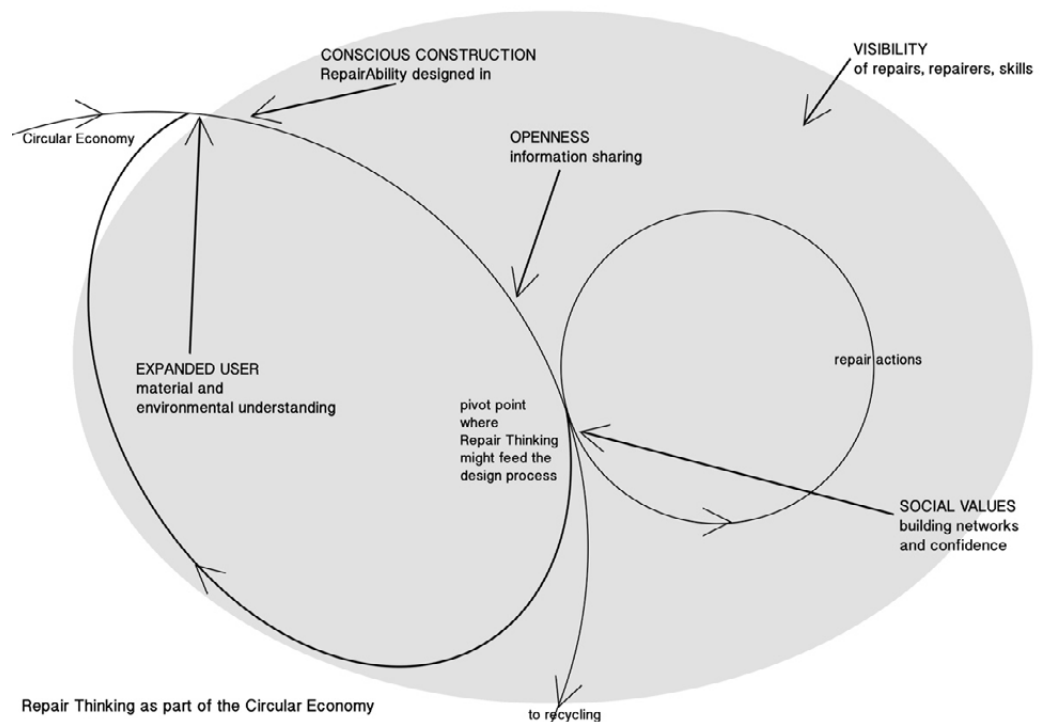 CONSCIOUS CONSTRUCTION
RepairAbility designed in
VISIBILITY
of repairs, repairers, skills
Circular Economy
OPENNESS
information sharing
EXPANDED USER
material and
environmental understanding
repair actions
pivot point
where
Repair Thinking
might feed the
design process
SOCIAL VALUES
building networks
and confidence
Repair Thinking as part of the Circular Economy
to recycling